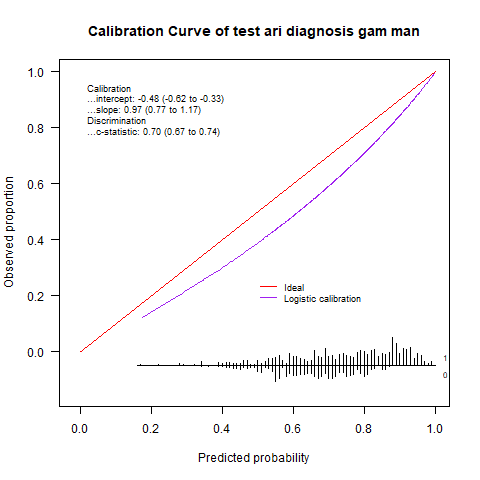 Calibration Curve of test ari diagnosis gam man
Calibration
...intercept: -0.48 (-0.62 to -0.33)
...slope: 0.97 (0.77 to 1.17)
Discrimination
...c-statistic: 0.70 (0.67 to 0.74)
Observed proportion
1.0
0.8
0.6
0.4
0.2
0.0
Ideal
Logistic calibration
1
0
0.0 0.2 0.4 0.6 0.8 1.0
Predicted probability